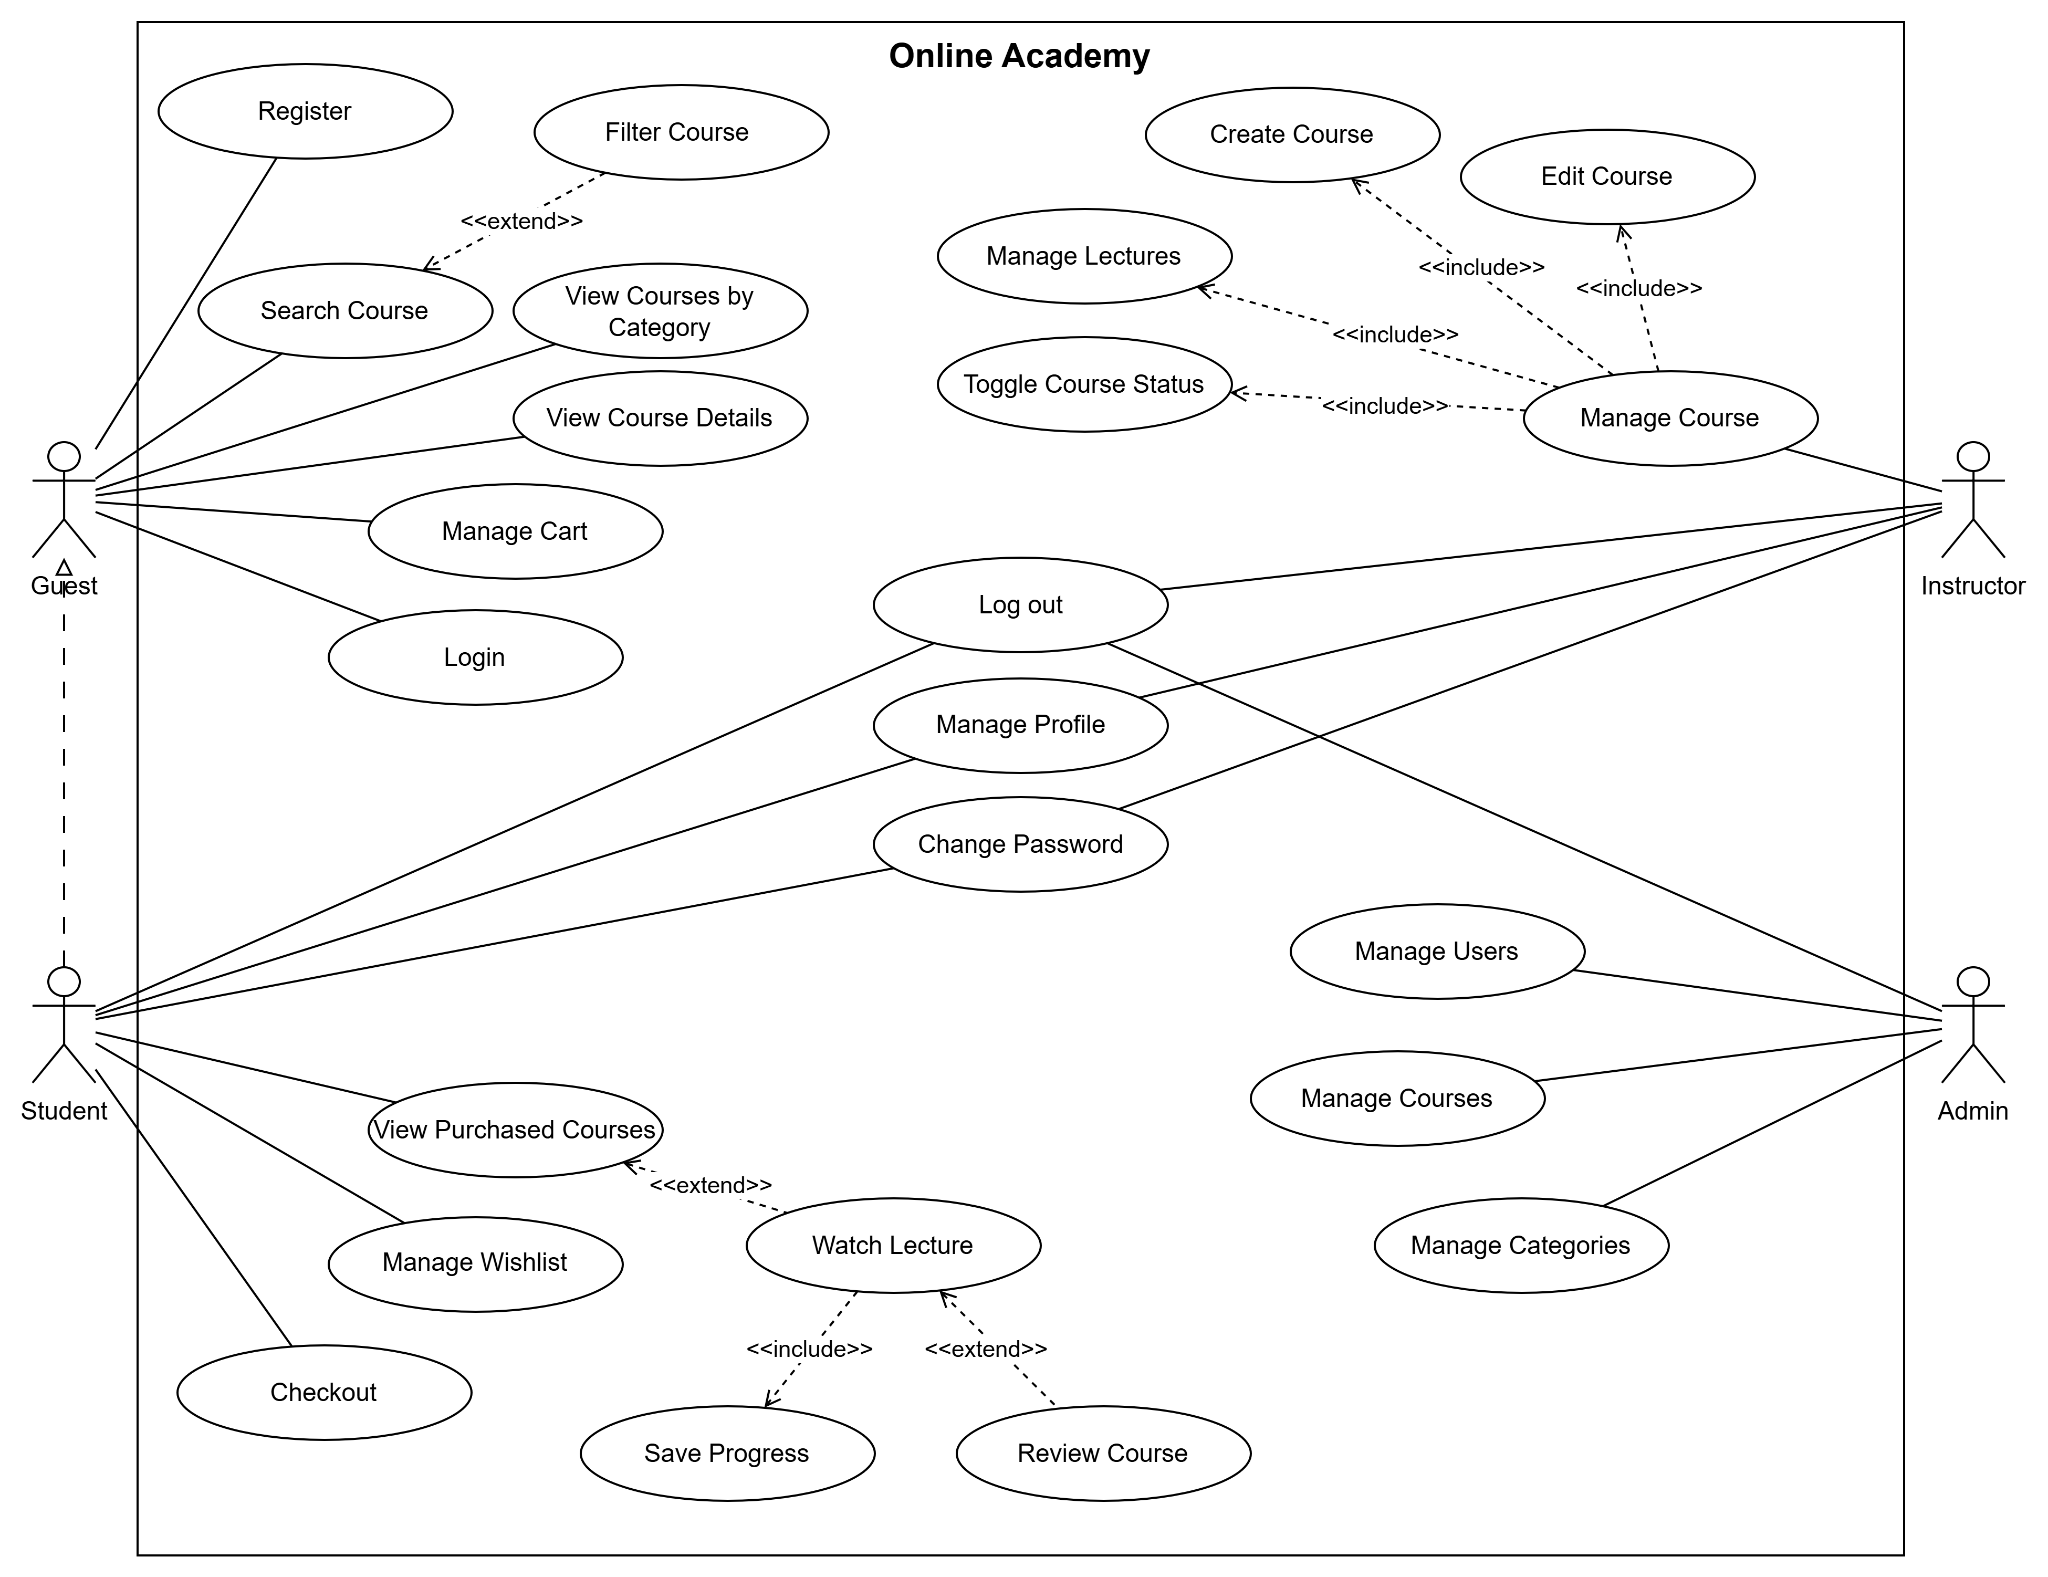 Online Academy
Register
Filter Course
Create Course
Edit Course
<<extend>>
Manage Lectures
<<include>>
<<include>>
Search Course
View Courses by
Category
<<include>>
Toggle Course Status
<<include>>
Manage Course
View Course Details
Manage Cart
Guest
Instructor
Log out
Login
Manage Profile
Change Password
Manage Users
Manage Courses
Student
Admin
View Purchased Courses
<<extend>>
Watch Lecture
Manage Categories
Manage Wishlist
<<include>>
<<extend>>
Checkout
Save Progress
Review Course